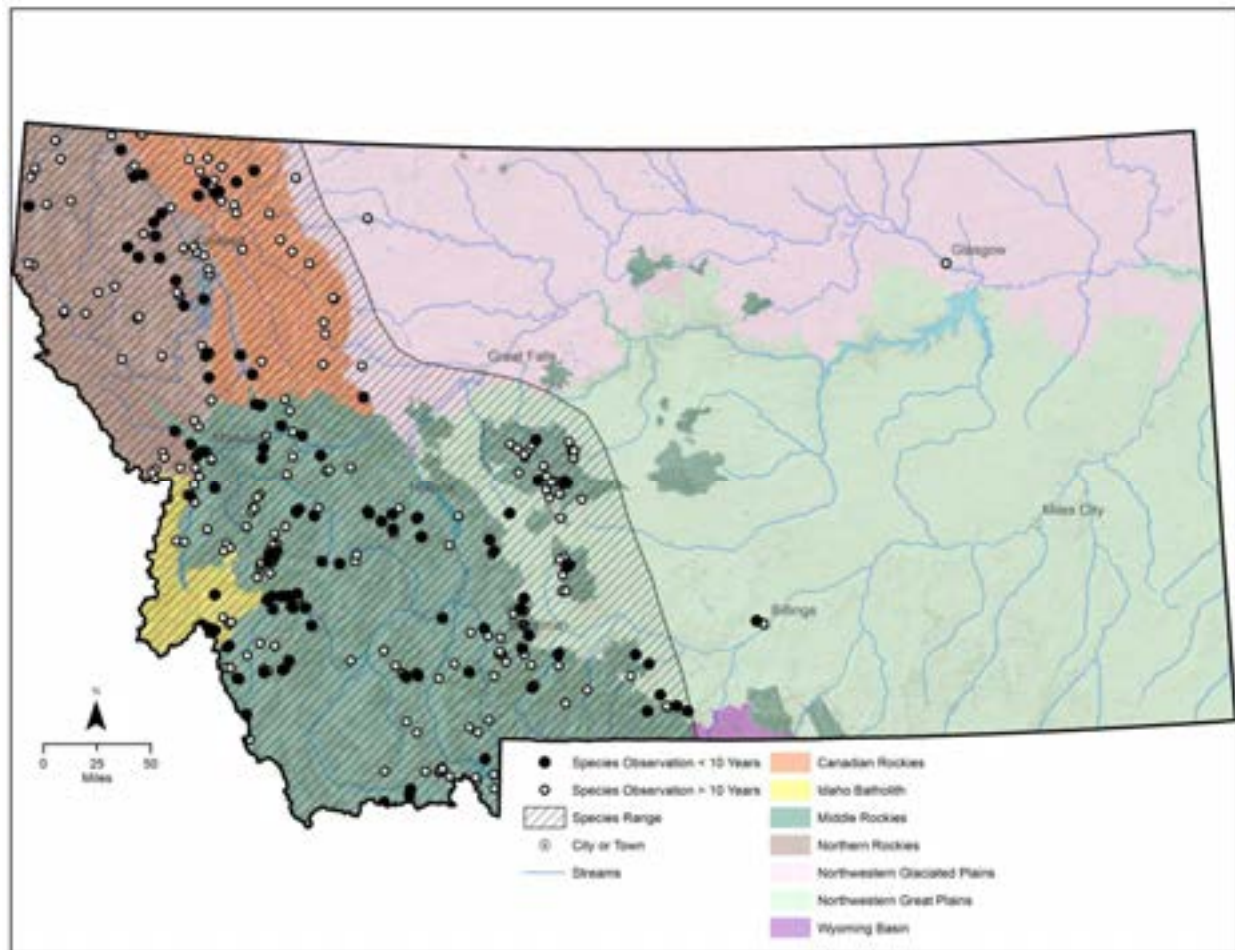 Great Falls
Glasgow
Miles City
Billings
N
0 25 50
Miles
Species Observation < 10 Years
Species Observation > 10 Years
Species Range
City or Town
Streams
Canadian Rockies
Idaho Batholith
Middle Rockies
Northern Rockies
Northwestern Glaciated Plains
Northwestern Great Plains
Wyoming Basin